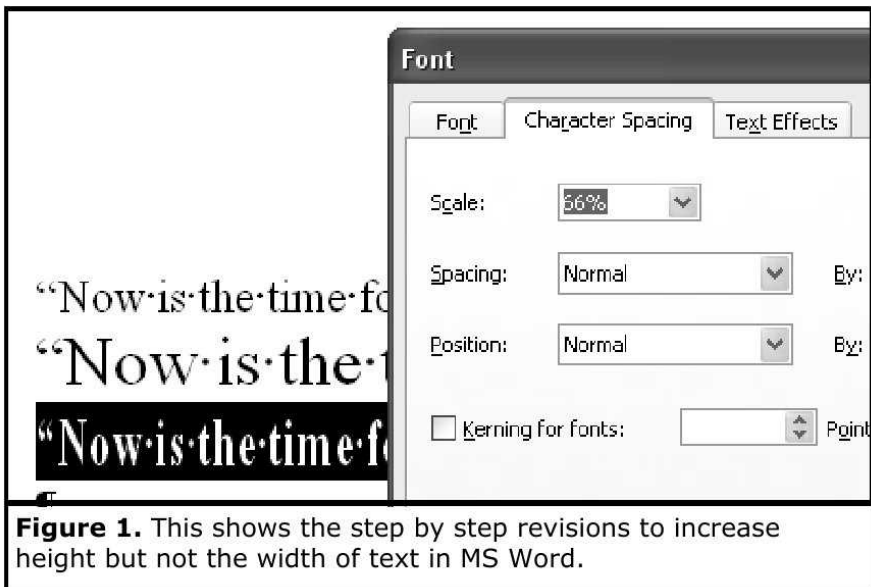 Font
Font Character Spacing Text Effects
Scale: 66%
Spacing: Normal By:
Position: Normal By:
Kerning for fonts:
“Now·is·the·time·
“Now·is·the·
“Now·is·the·time·
¶
Figure 1. This shows the step by step revisions to increase
height but not the width of text in MS Word.